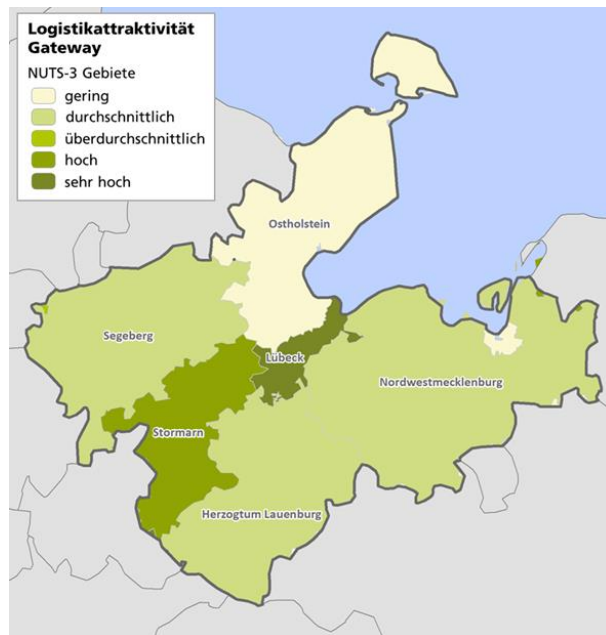 Logistikattraktivität
Gateway
NUTS-3 Gebiete
gering
durchschnittlich
überdurchschnittlich
hoch
sehr hoch
Ostholstein
Segeberg
Lübeck
Nordwestmecklenburg
Stormarn
Herzogtum Lauenburg